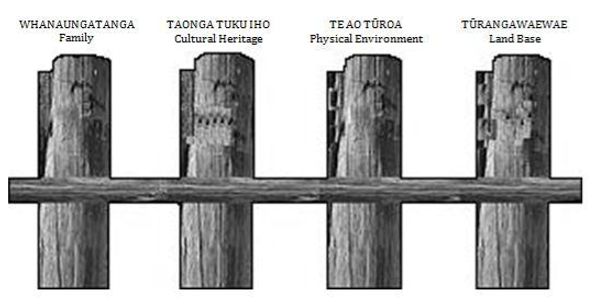 WHANAUNGATANGA
Family
TAONGA TUKU IHO
Cultural Heritage
TE AO TŪROA
Physical Environment
TŪRANGAWAEWAE
Land Base